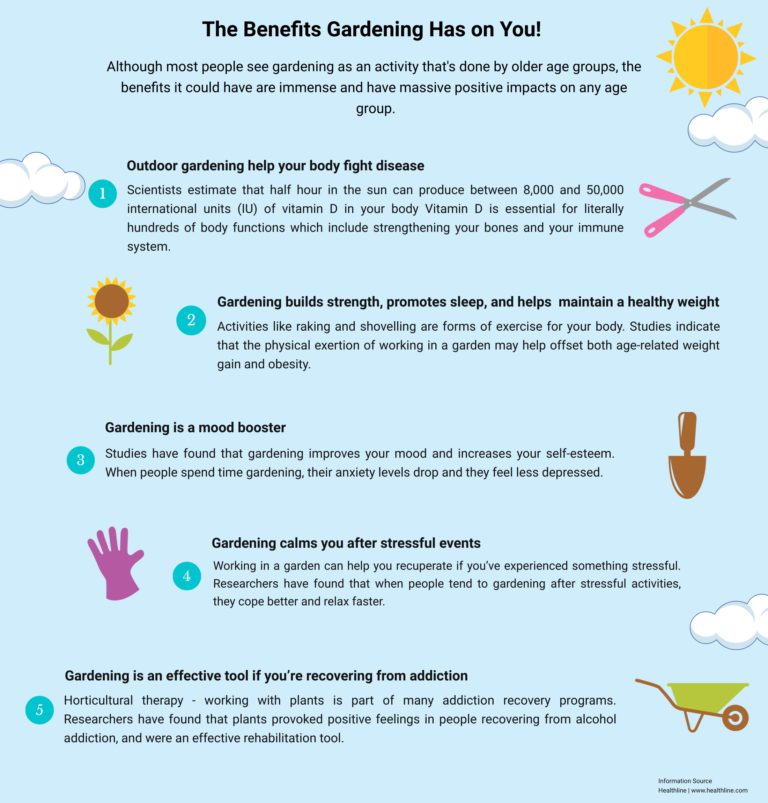 The Benefits Gardening Has on You!
Although most people see gardening as an activity that's done by older age groups, the
benefits it could have are immense and have massive positive impacts on any age
group.
Outdoor gardening help your body fight disease
1
Scientists estimate that half hour in the sun can produce between 8,000 and 50,000
international units (IU) of vitamin D in your body Vitamin D is essential for literally
hundreds of body functions which include strengthening your bones and your immune
system.
Gardening builds strength, promotes sleep, and helps maintain a healthy weight
2
Activities like raking and shovelling are forms of exercise for your body. Studies indicate
that the physical exertion of working in a garden may help offset both age-related weight
gain and obesity.
Gardening is a mood booster
3
Studies have found that gardening improves your mood and increases your self-esteem.
When people spend time gardening, their anxiety levels drop and they feel less depressed.
Gardening calms you after stressful events
4
Working in a garden can help you recuperate if you've experienced something stressful.
Researchers have found that when people tend to gardening after stressful activities,
they cope better and relax faster.
Gardening is an effective tool if you're recovering from addiction
5
Horticultural therapy - working with plants is part of many addiction recovery programs.
Researchers have found that plants provoked positive feelings in people recovering from alcohol
addiction, and were an effective rehabilitation tool.
Information Source
Healthline | www.healthline.com